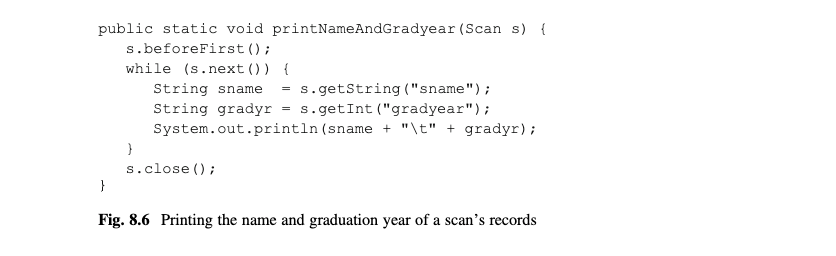 public static void printNameAndGradyear(Scan s) {
   s.beforeFirst();
   while (s.next()) {
      String sname  = s.getString("sname");
      String gradyr = s.getInt("gradyear");
      System.out.println(sname + "\t" + gradyr);
   }
   s.close();
}
Fig. 8.6 Printing the name and graduation year of a scan's records